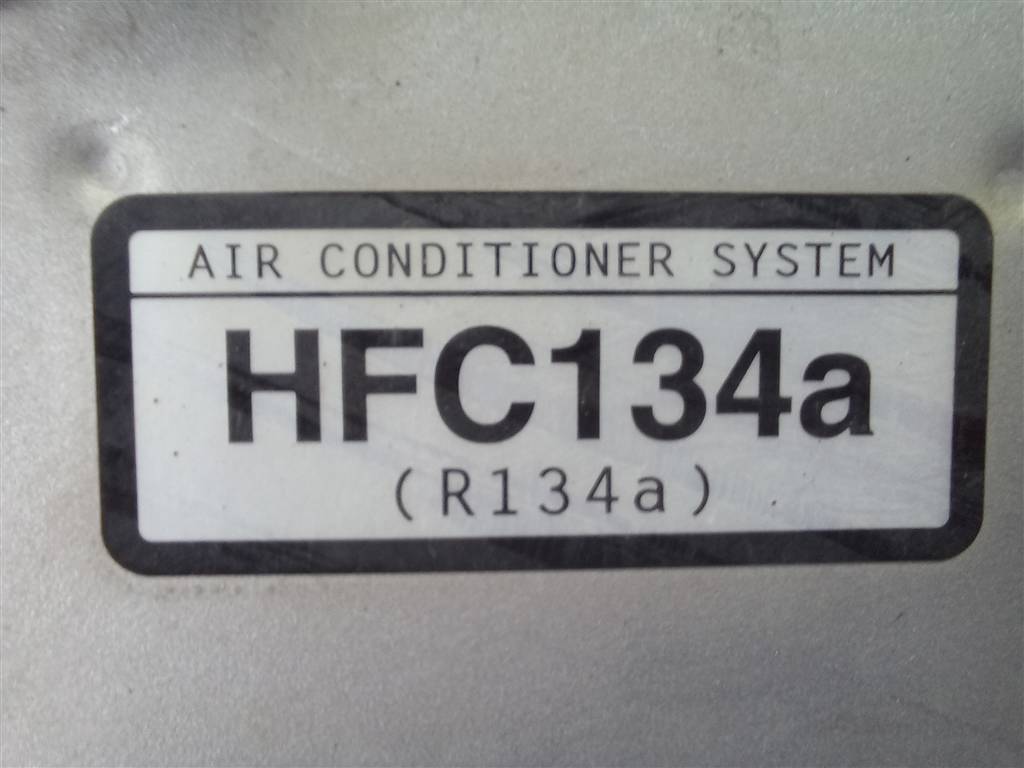 AIR CONDITIONER SYSTEM
HFC134a
(R134a)